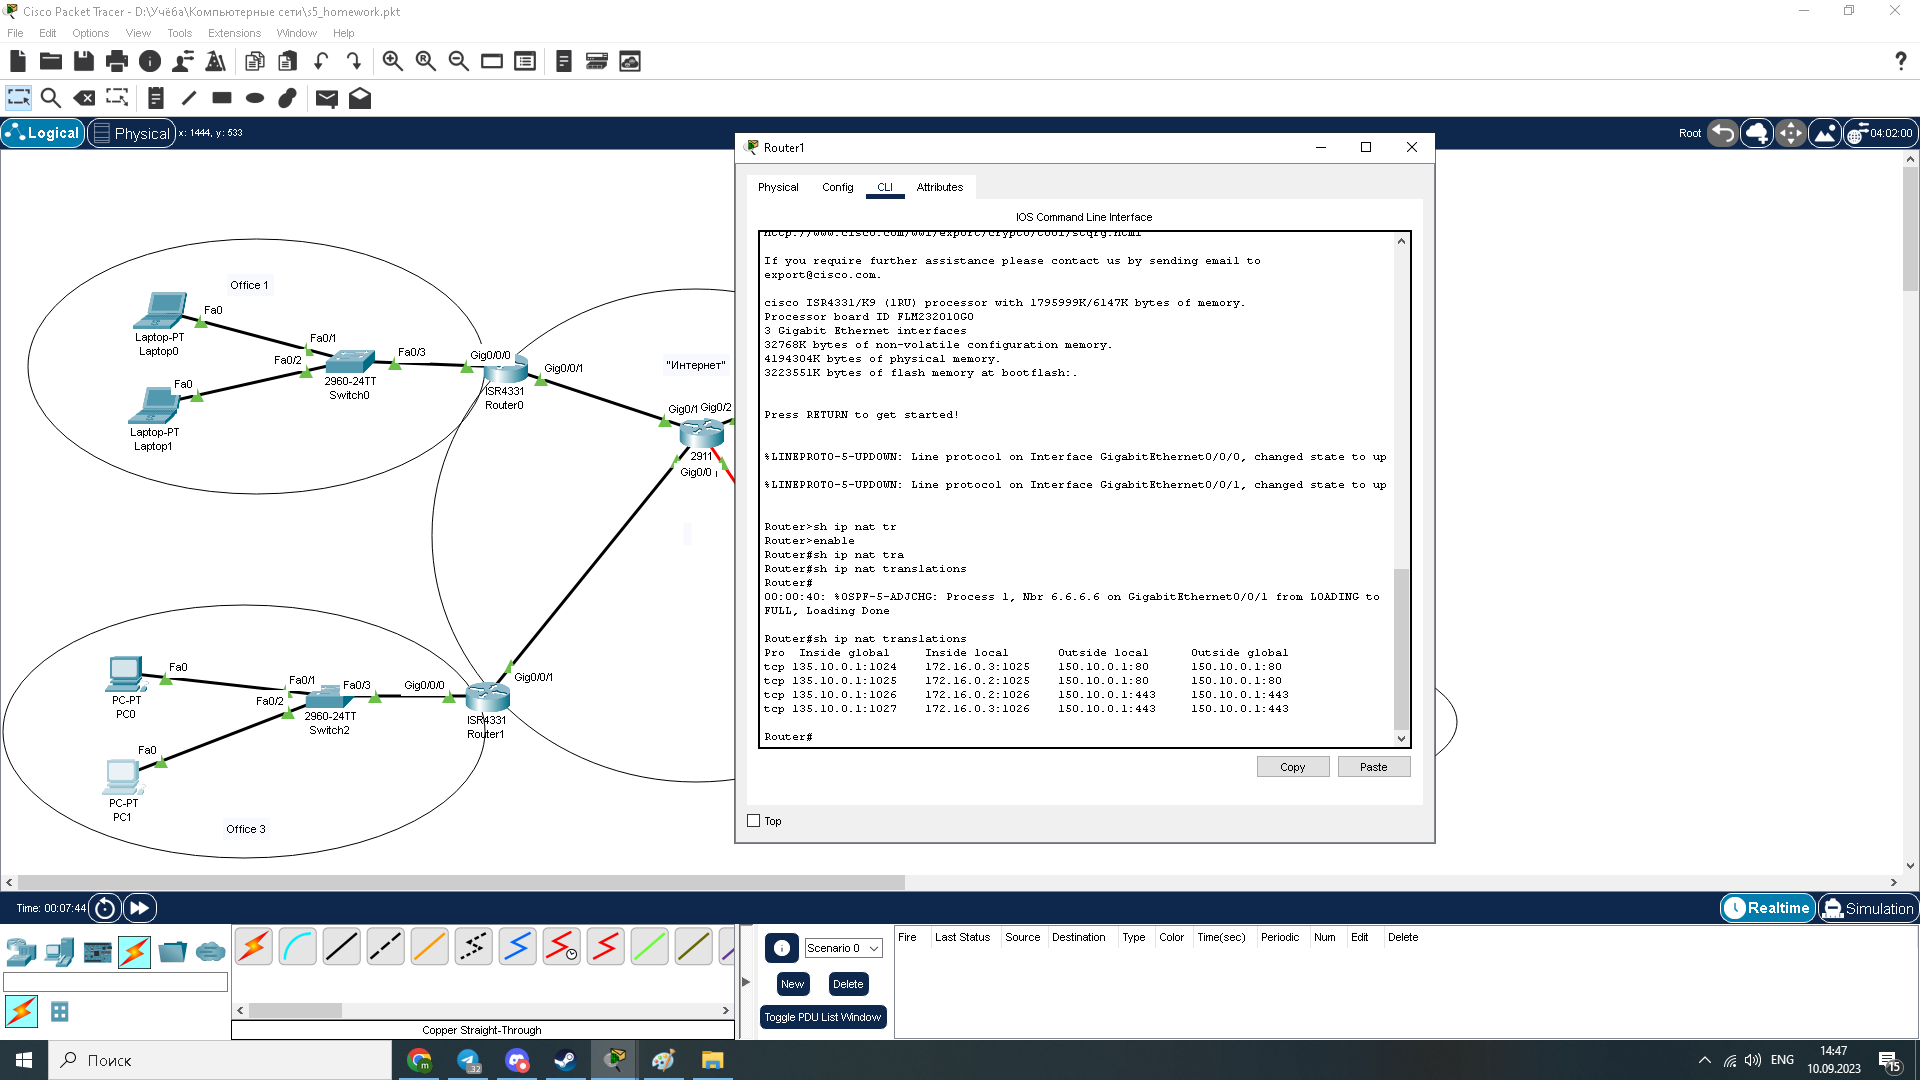 Cisco Packet Tracer - D:\Учёба\Компьютерные сети\s5_homework.pkt
File Edit Options View Tools Extensions Window Help
Logical Physical x: 1444, y: 533
Root 04:02:00
Router1
Physical Config CLI Attributes
IOS Command Line Interface
http://www.cisco.com/wwl/export/crypto/tool/stqrg.html
If you require further assistance please contact us by sending email to
export@cisco.com.
cisco ISR4331/K9 (1RU) processor with 1795999K/6147K bytes of memory.
Processor board ID FLM232010G0
3 Gigabit Ethernet interfaces
32768K bytes of non-volatile configuration memory.
4194304K bytes of physical memory.
3223551K bytes of flash memory at bootflash:.
Press RETURN to get started!
%LINEPROTO-5-UPDOWN: Line protocol on Interface GigabitEthernet0/0/0, changed state to up
%LINEPROTO-5-UPDOWN: Line protocol on Interface GigabitEthernet0/0/1, changed state to up
Router>sh ip nat tr
Router>enable
Router#sh ip nat tra
Router#sh ip nat translations
Router#
00:00:40: %OSPF-5-ADJCHG: Process 1, Nbr 6.6.6.6 on GigabitEthernet0/0/1 from LOADING to
FULL, Loading Done
Router#sh ip nat translations
Pro Inside global Inside local Outside local Outside global
tcp 135.10.0.1:1024 172.16.0.3:1025 150.10.0.1:80 150.10.0.1:80
tcp 135.10.0.1:1025 172.16.0.2:1025 150.10.0.1:80 150.10.0.1:80
tcp 135.10.0.1:1026 172.16.0.2:1026 150.10.0.1:443 150.10.0.1:443
tcp 135.10.0.1:1027 172.16.0.3:1026 150.10.0.1:443 150.10.0.1:443
Router#
Copy Paste
Top
Office 1
Fa0
Laptop-PT
Laptop0
Fa0/1
Fa0/2
Fa0/3
2960-24TT
Switch0
Fa0
Laptop-PT
Laptop1
Gig0/0/0
Gig0/0/1
ISR4331
Router0
"Интернет"
Gig0/1 Gig0/2
2911
Gig0/0
Fa0
PC-PT
PC0
Fa0/1
Fa0/2
Fa0/3
2960-24TT
Switch2
Gig0/0/0
Gig0/0/1
ISR4331
Router1
Fa0
PC-PT
PC1
Office 3
Time: 00:07:44
Realtime Simulation
Scenario 0
New Delete
Toggle PDU List Window
Fire Last Status Source Destination Type Color Time(sec) Periodic Num Edit Delete
Copper Straight-Through
Поиск
m
32
ENG
14:47
10.09.2023
15